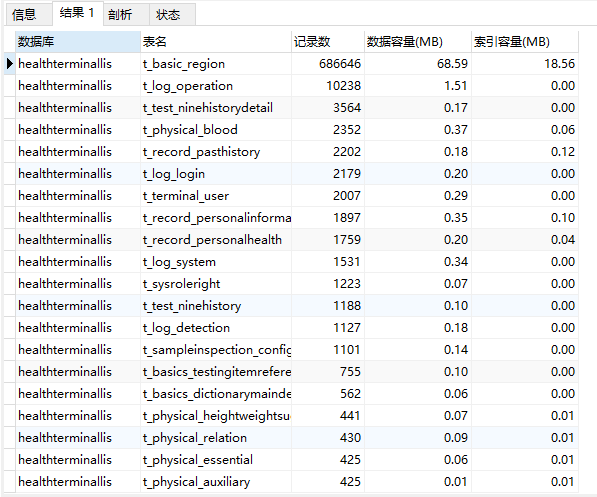 信息 结果 1 剖析 状态
数据库 表名 记录数 数据容量(MB) 索引容量(MB)
healthterminallis t_basic_region 686646 68.59 18.56
healthterminallis t_log_operation 10238 1.51 0.00
healthterminallis t_test_ninehistorydetail 3564 0.17 0.00
healthterminallis t_physical_blood 2352 0.37 0.06
healthterminallis t_record_pasthistory 2202 0.18 0.12
healthterminallis t_log_login 2179 0.20 0.00
healthterminallis t_terminal_user 2007 0.29 0.00
healthterminallis t_record_personalinforma 1897 0.35 0.10
healthterminallis t_record_personalhealth 1759 0.20 0.04
healthterminallis t_log_system 1531 0.34 0.00
healthterminallis t_sysroleright 1223 0.07 0.00
healthterminallis t_test_ninehistory 1188 0.10 0.00
healthterminallis t_log_detection 1127 0.18 0.00
healthterminallis t_sampleinspection_config 1101 0.14 0.00
healthterminallis t_basics_testingitemrefere 755 0.10 0.00
healthterminallis t_basics_dictionarymainde 562 0.06 0.00
healthterminallis t_physical_heightweightsu 441 0.07 0.01
healthterminallis t_physical_relation 430 0.09 0.01
healthterminallis t_physical_essential 425 0.06 0.01
healthterminallis t_physical_auxiliary 425 0.01 0.01